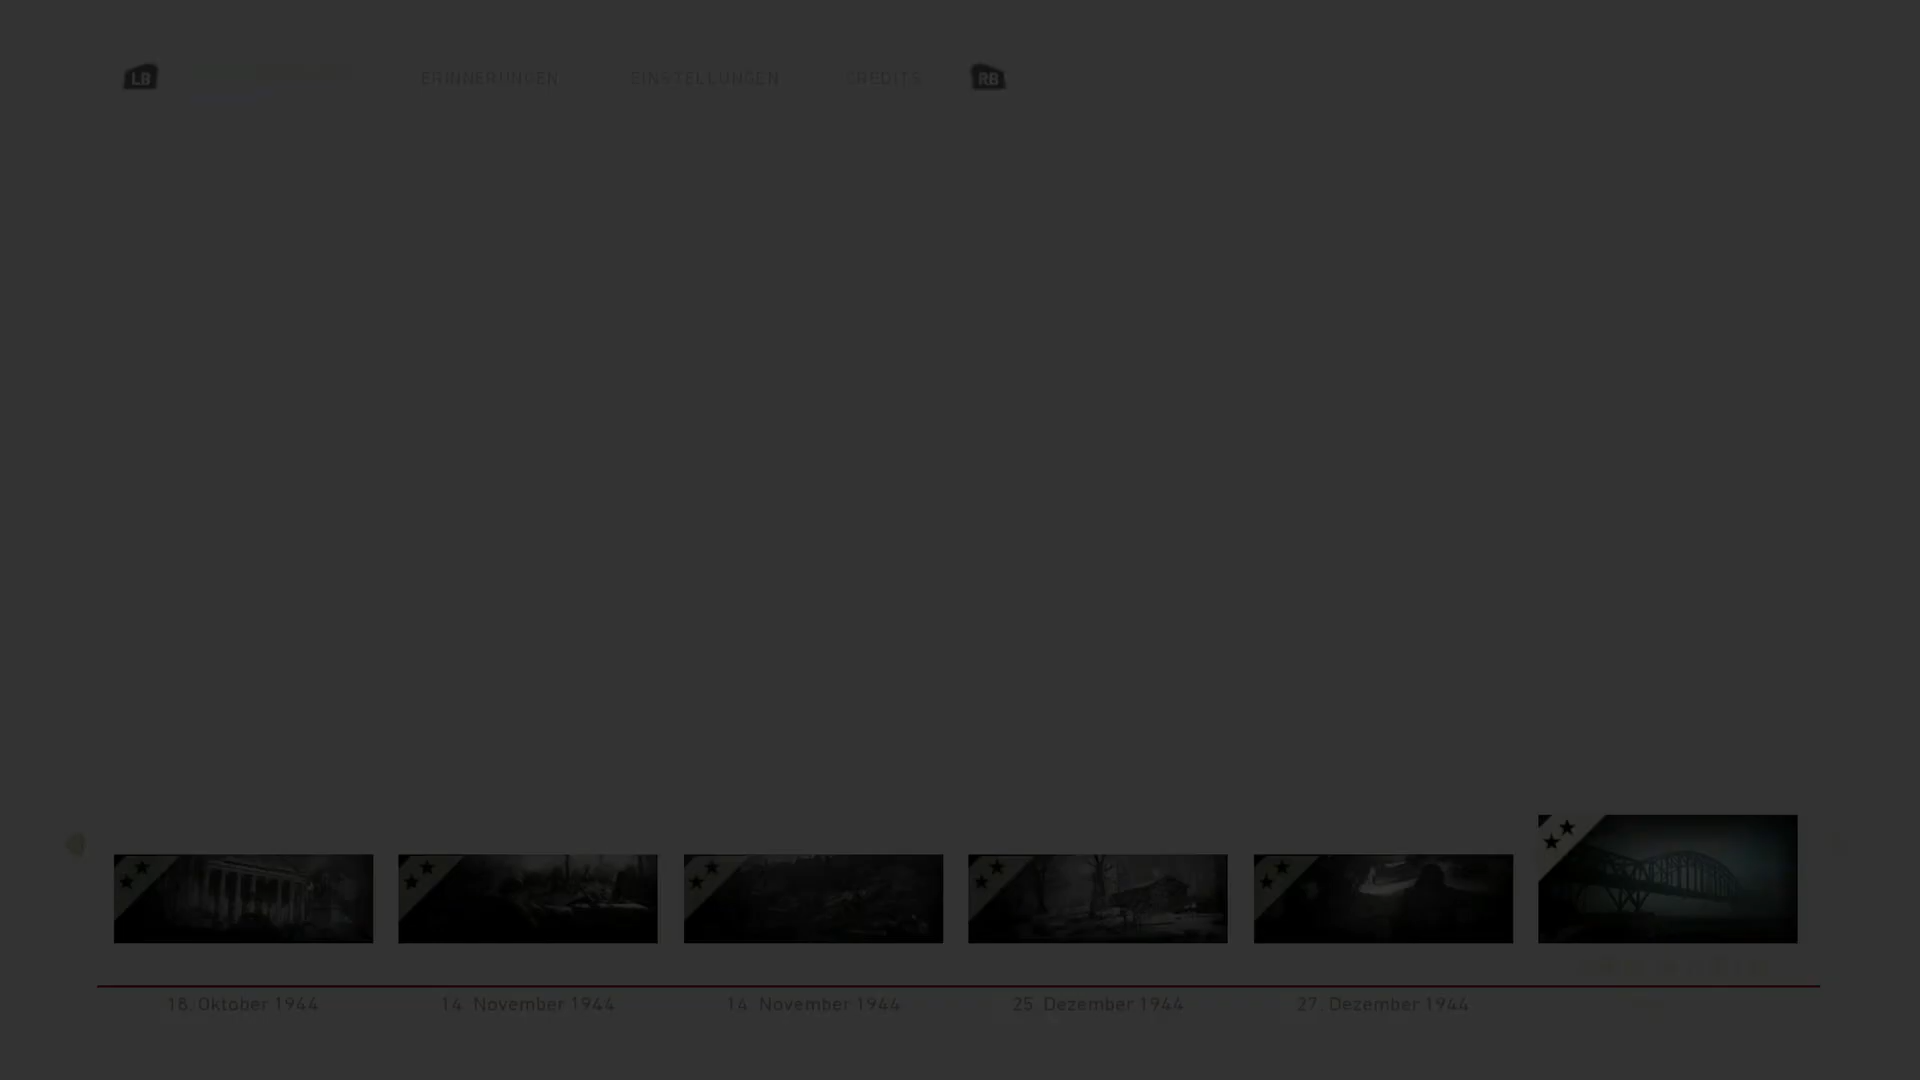 LB ERINNERUNGEN EINSTELLUNGEN CREDITS RB
18. Oktober 1944 14. November 1944 14. November 1944 25. Dezember 1944 27. Dezember 1944